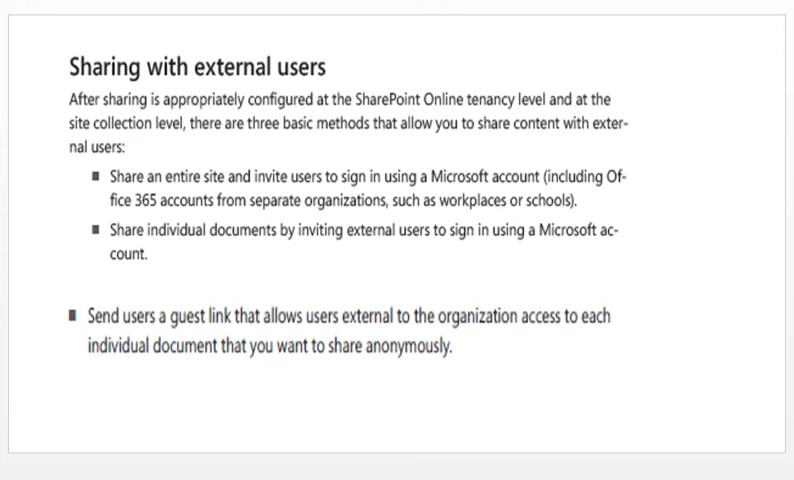 Sharing with external users
After sharing is appropriately configured at the SharePoint Online tenancy level and at the
site collection level, there are three basic methods that allow you to share content with exter-
nal users:
■ Share an entire site and invite users to sign in using a Microsoft account (including Of-
fice 365 accounts from separate organizations, such as workplaces or schools).
■ Share individual documents by inviting external users to sign in using a Microsoft ac-
count.
■ Send users a guest link that allows users external to the organization access to each
individual document that you want to share anonymously.